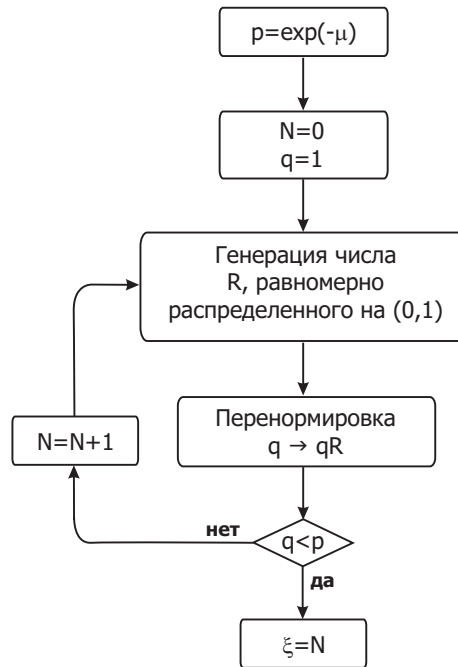 p=exp(-μ)
N=0
q=1
Генерация числа
R, равномерно
распределенного на (0,1)
Перенормировка
q → qR
N=N+1
нет
q<p
да
ξ=N